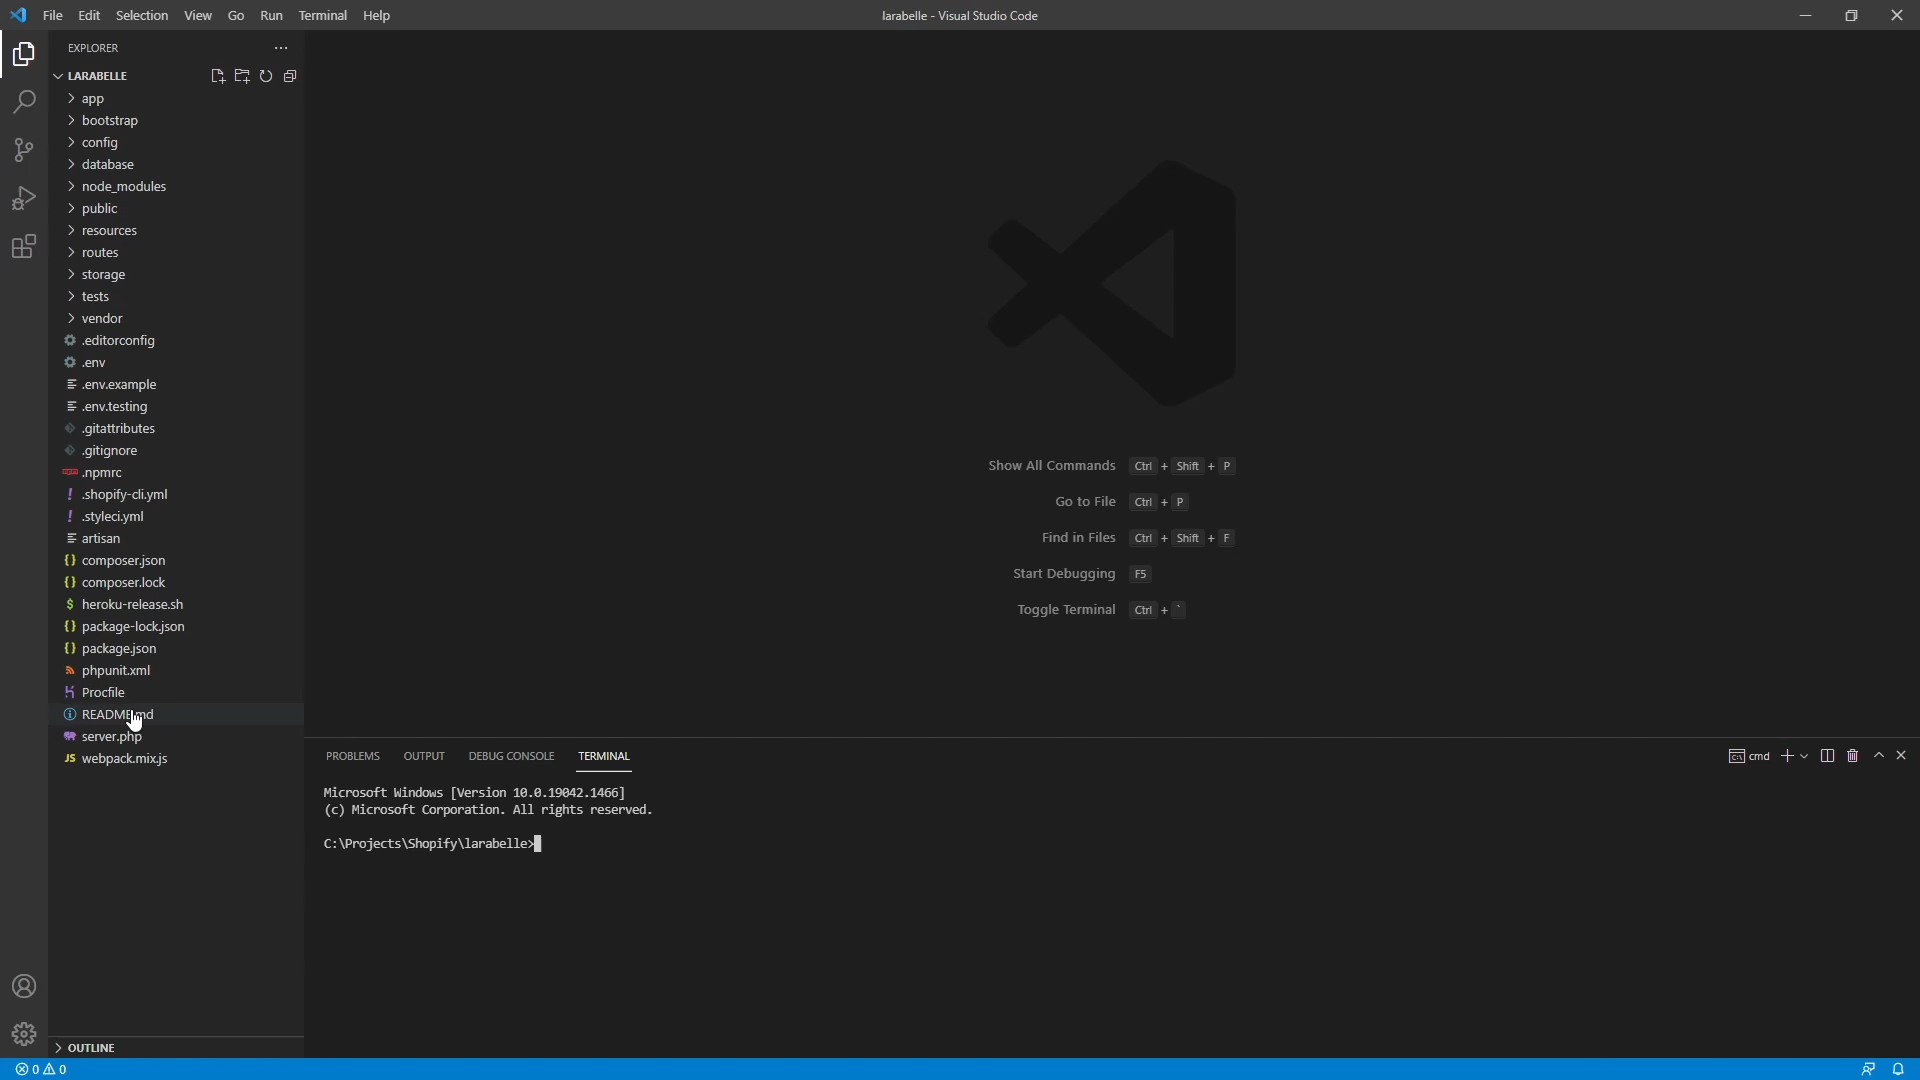 File Edit Selection View Go Run Terminal Help
larabelle - Visual Studio Code
EXPLORER
LARABELLE
app
bootstrap
config
database
node_modules
public
resources
routes
storage
tests
vendor
.editorconfig
.env
.env.example
.env.testing
.gitattributes
.gitignore
.npmrc
.shopify-cli.yml
.styleci.yml
artisan
composer.json
composer.lock
heroku-release.sh
package-lock.json
package.json
phpunit.xml
Procfile
README.md
server.php
webpack.mix.js
OUTLINE
Show All Commands Ctrl + Shift + P
Go to File Ctrl + P
Find in Files Ctrl + Shift + F
Start Debugging F5
Toggle Terminal Ctrl + `
PROBLEMS OUTPUT DEBUG CONSOLE TERMINAL
cmd
Microsoft Windows [Version 10.0.19042.1466]
(c) Microsoft Corporation. All rights reserved.
C:\Projects\Shopify\larabelle>
0 0